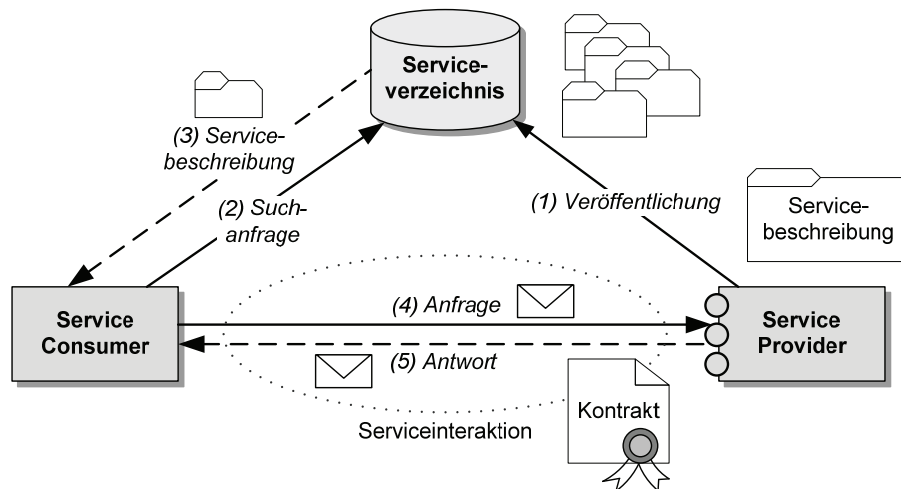 Service-
verzeichnis
(3) Service-
beschreibung
(2) Such-
anfrage
(1) Veröffentlichung
Service-
beschreibung
Service
Consumer
(4) Anfrage
(5) Antwort
Service
Provider
Kontrakt
Serviceinteraktion